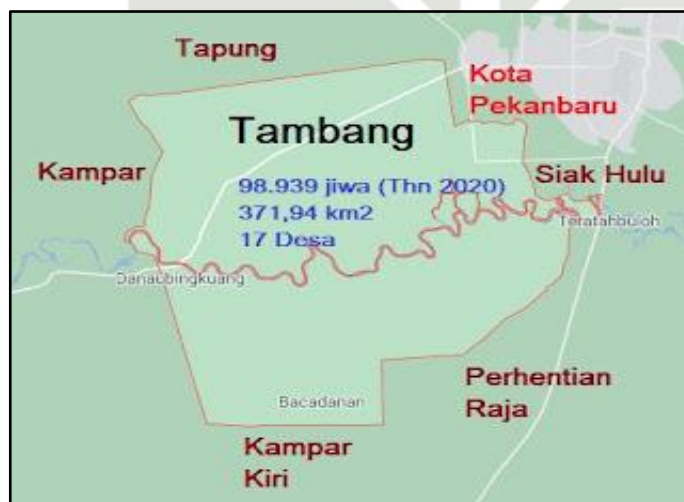 Tapung
Kota
Pekanbaru
Tambang
Kampar
98.939 jiwa (Thn 2020)
371,94 km2
17 Desa
Siak Hulu
Teratahbuloh
Danaubingkuang
Perhentian
Raja
Bacadanan
Kampar
Kiri